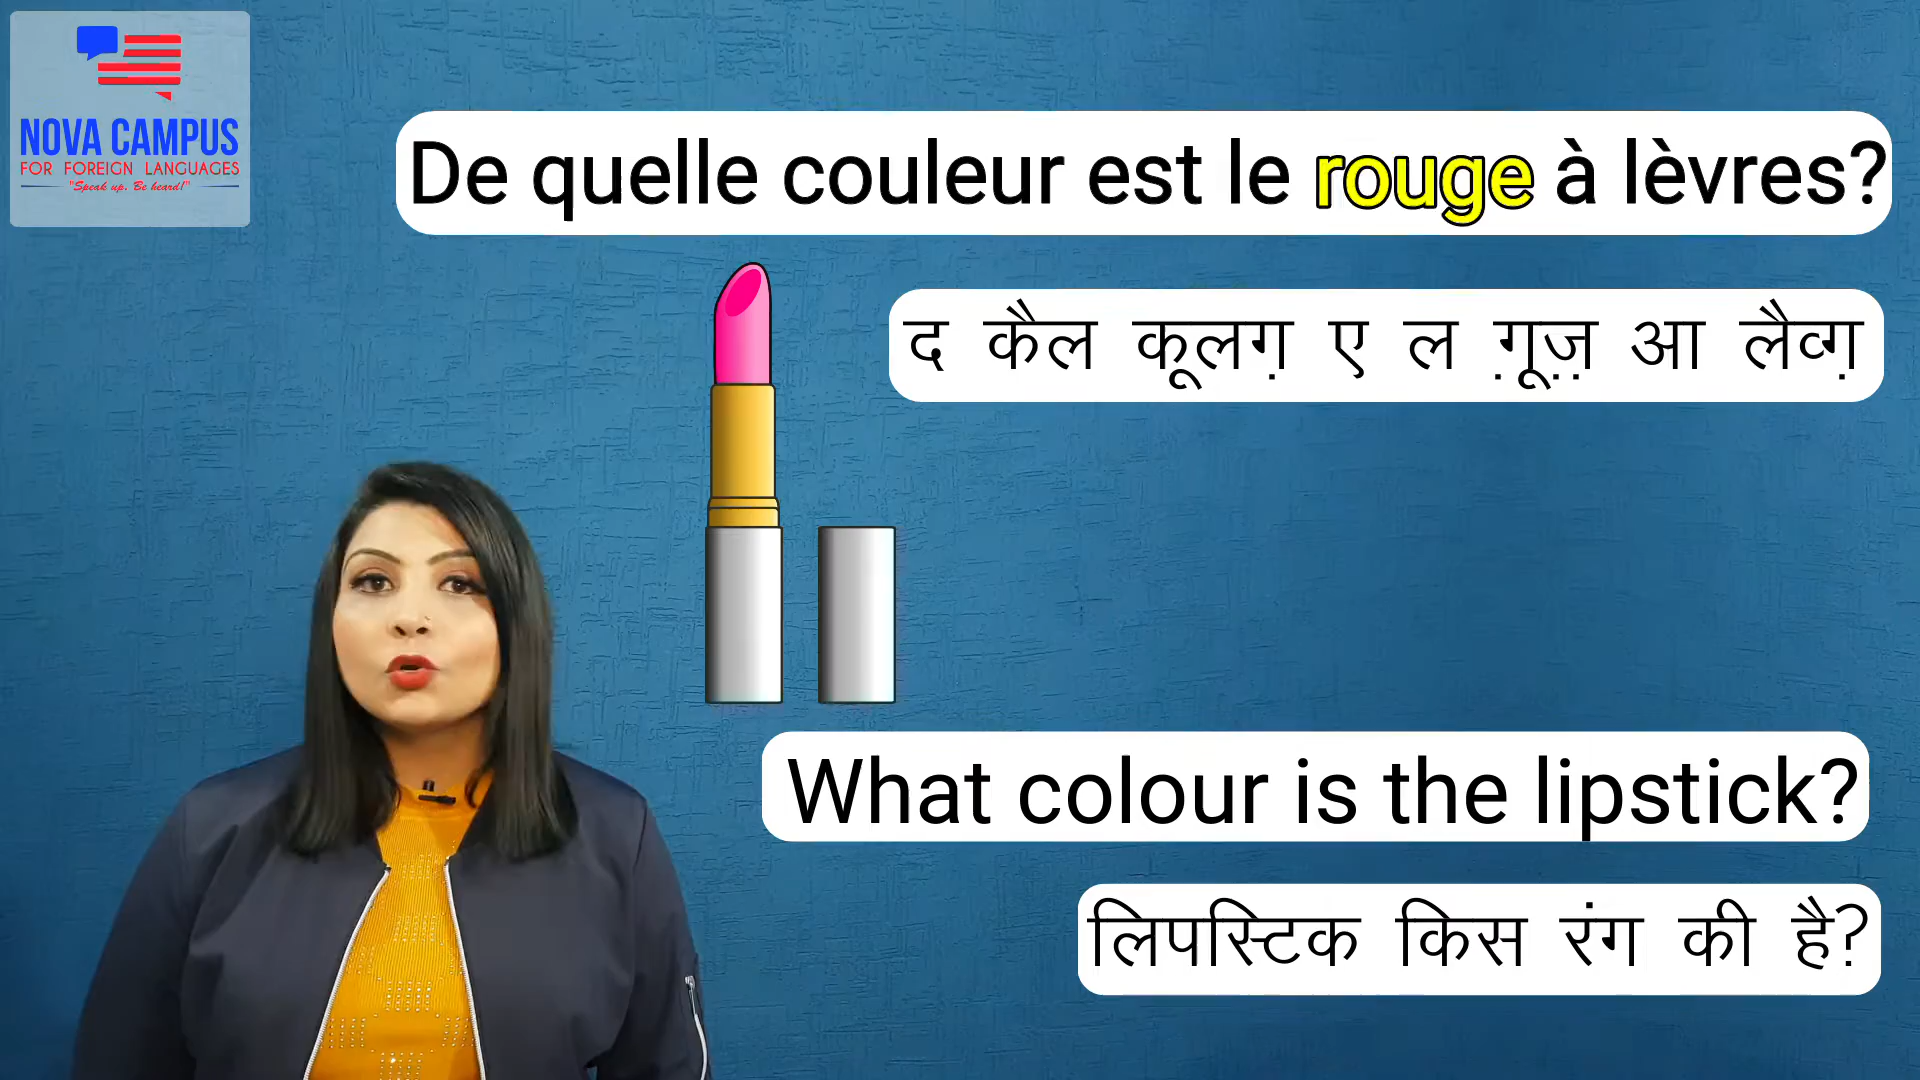 NOVA CAMPUS
FOR FOREIGN LANGUAGES
"Speak up. Be heard!"
De quelle couleur est le rouge à lèvres?
द कैल कूलग़ ए ल ग़ूज़़ आ लैव्ग़
What colour is the lipstick?
लिपस्टिक किस रंग की है?